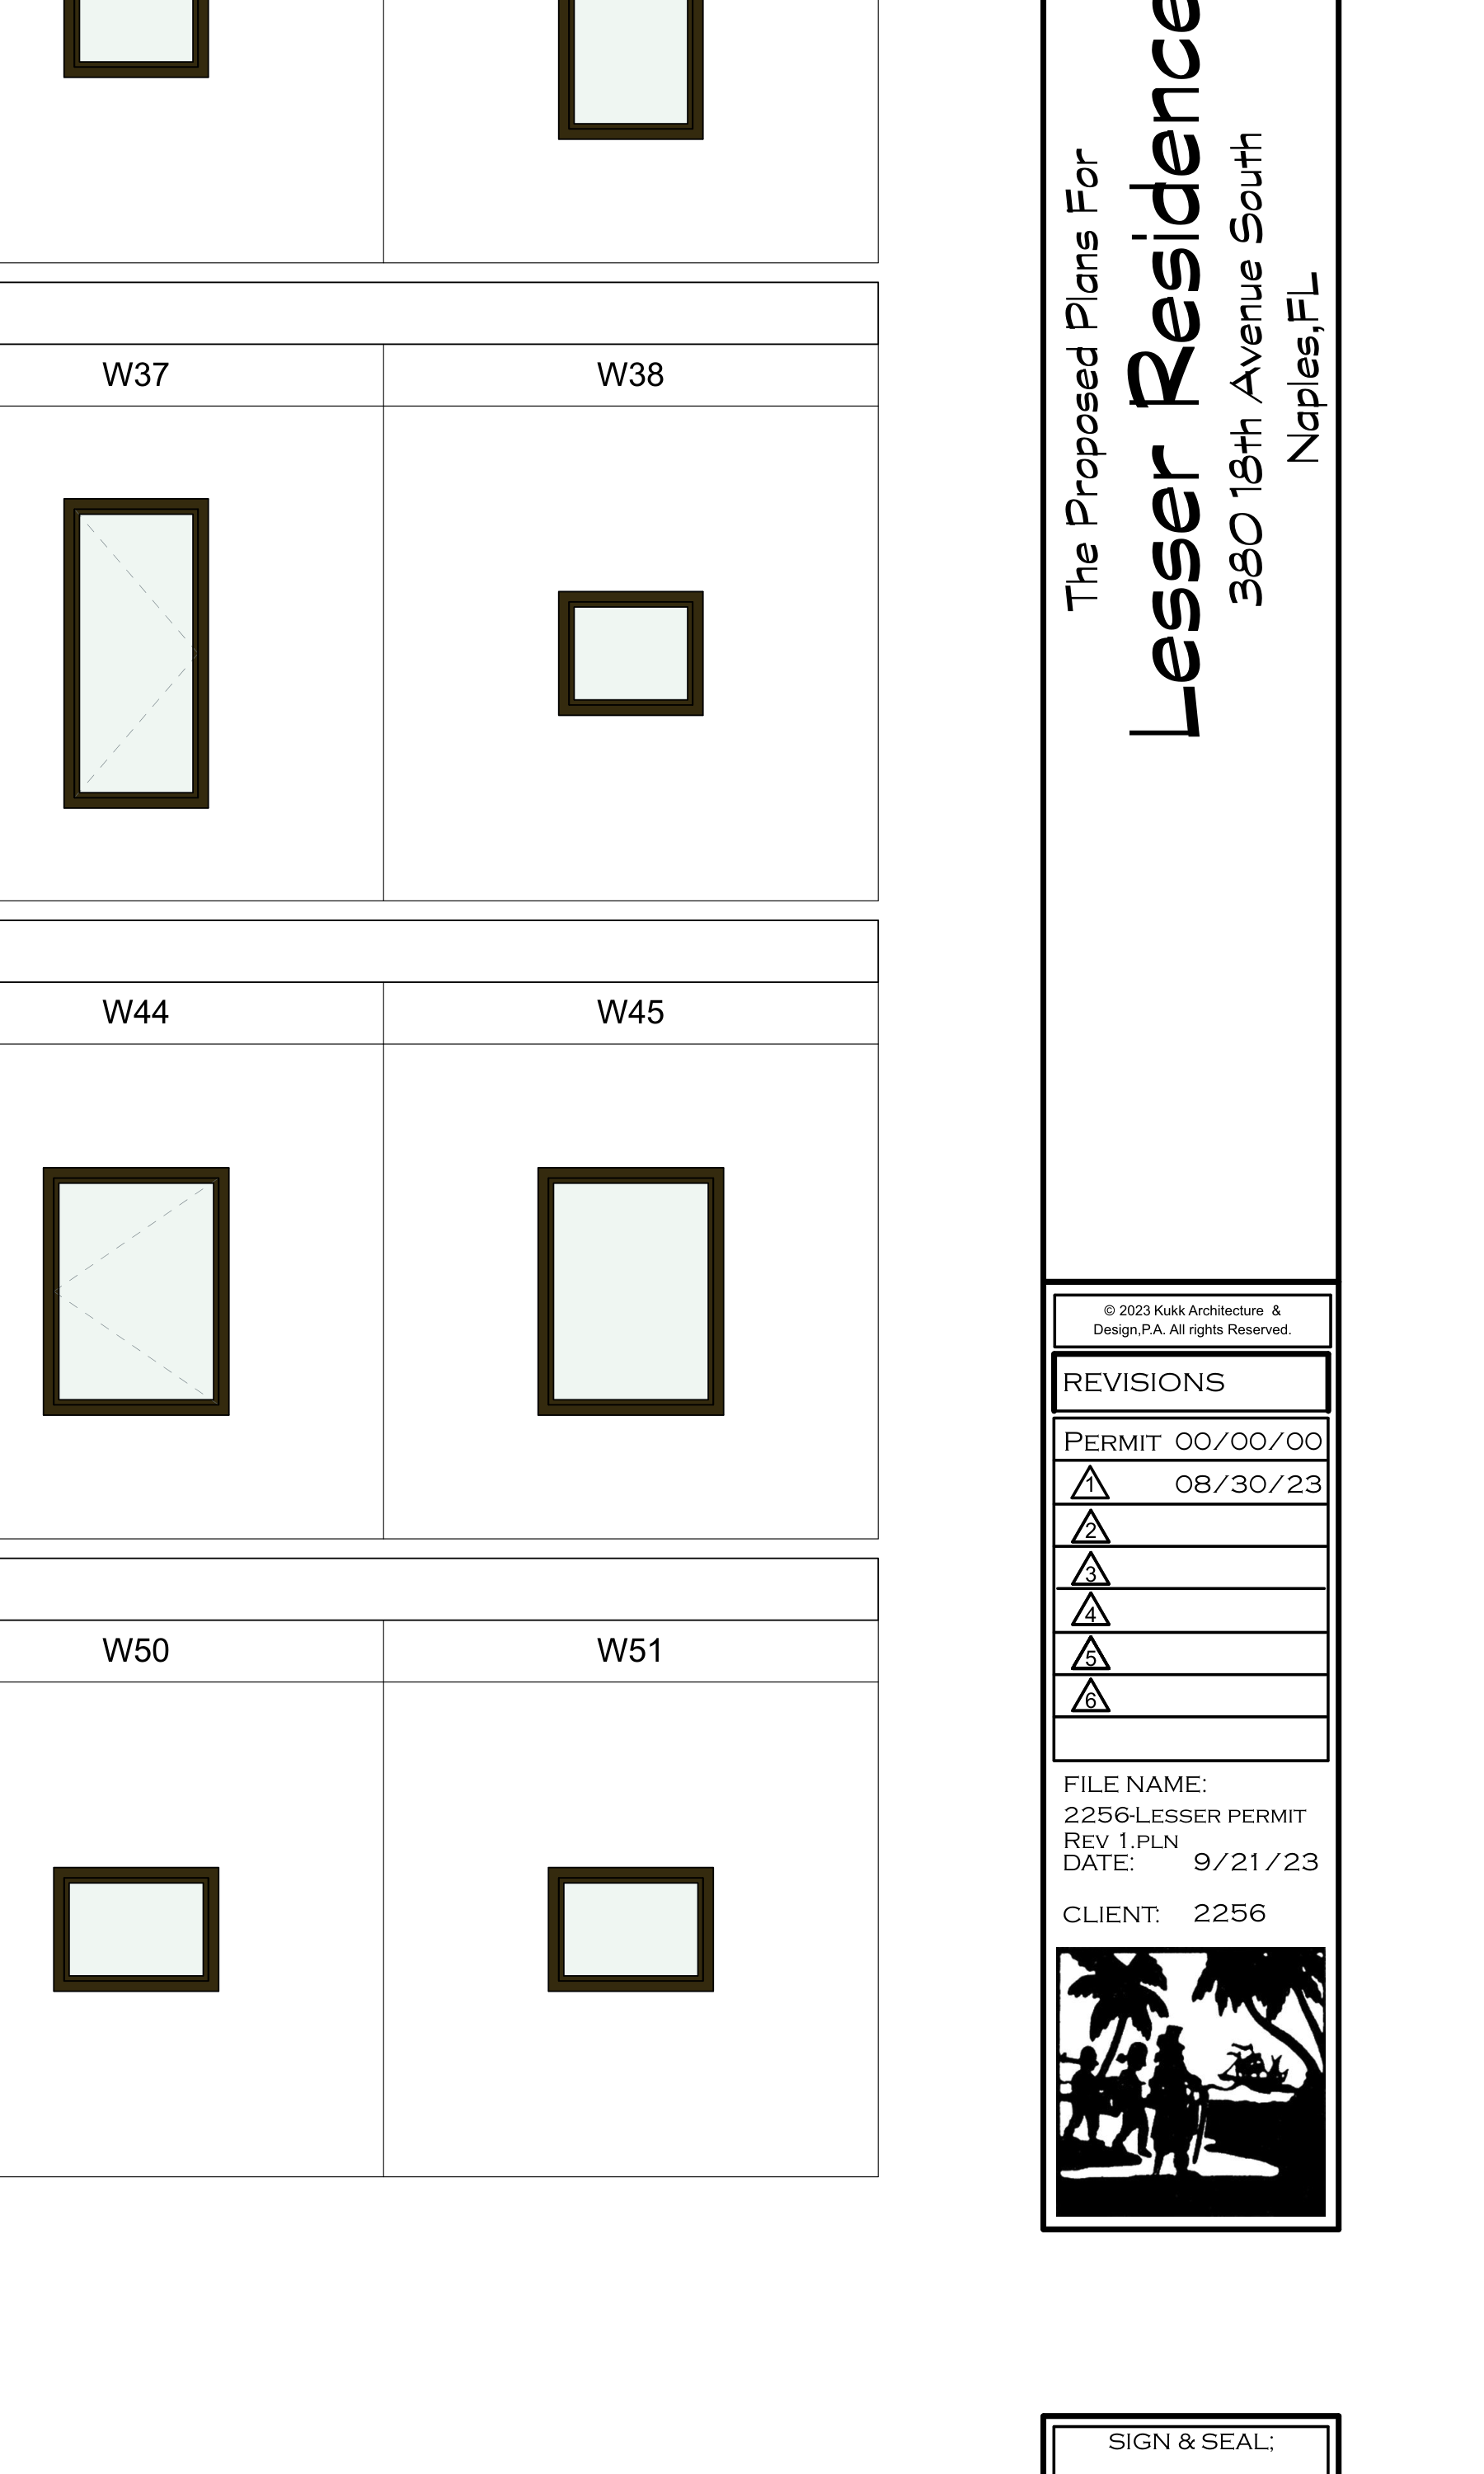 W37 W38
W44 W45
W50 W51
The Proposed Plans For
Lesser Residence
380 18th Avenue South
Naples,FL
© 2023 Kukk Architecture &
Design,P.A. All rights Reserved.
REVISIONS
PERMIT 00/00/00
1 08/30/23
2
3
4
5
6
FILE NAME:
2256-LESSER PERMIT
REV 1.PLN
DATE: 9/21/23
CLIENT: 2256
SIGN & SEAL;